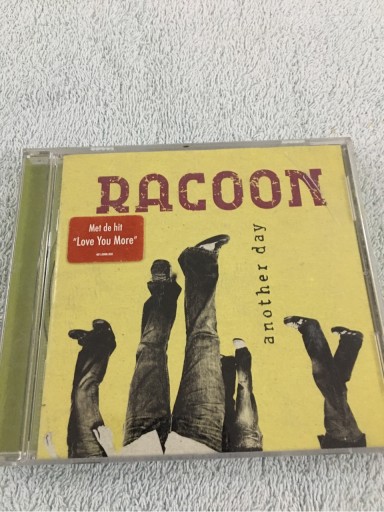 RACOON
Met de hit
"Love You More"
another day